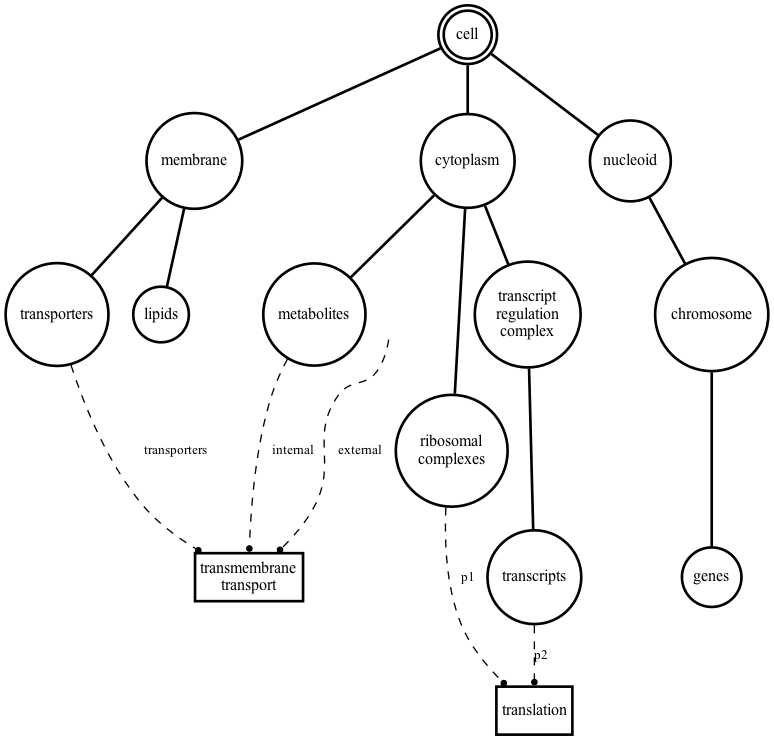 cell
membrane
cytoplasm
nucleoid
transporters
lipids
metabolites
transcript
regulation
complex
chromosome
transporters
internal
external
ribosomal
complexes
transmembrane
transport
p1
transcripts
genes
p2
translation